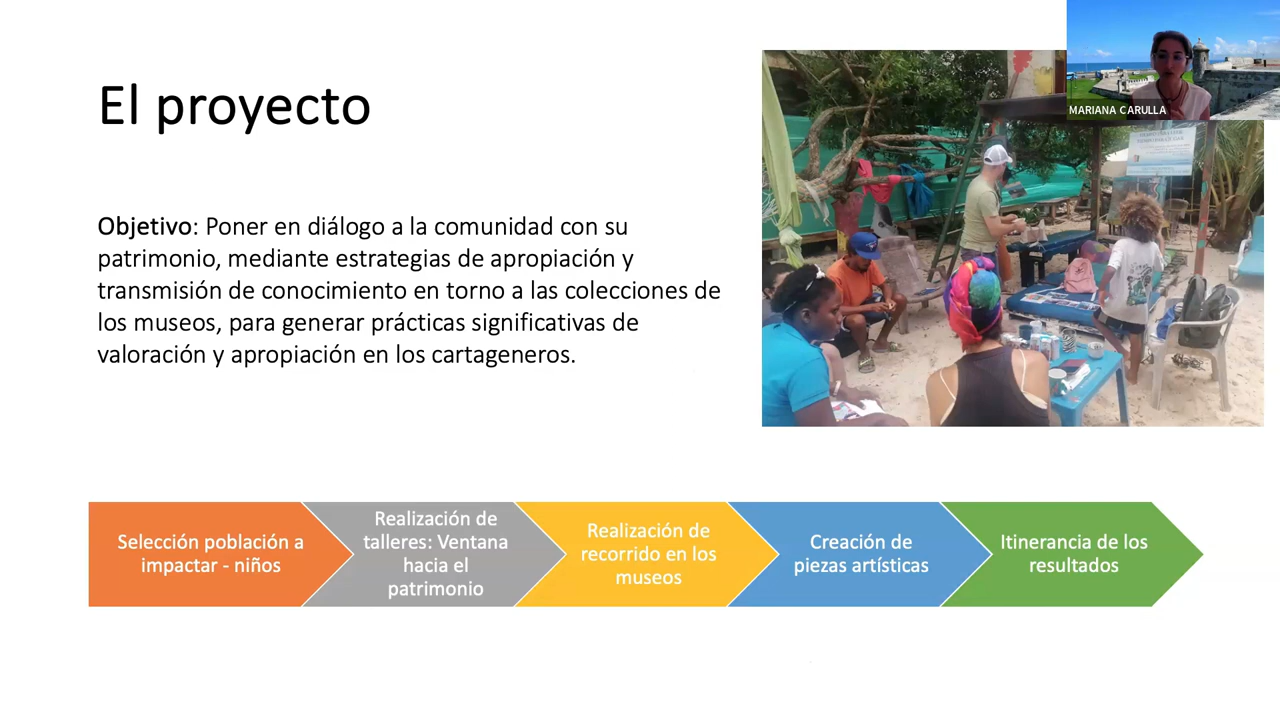 MARIANA CARULLA
El proyecto
Objetivo: Poner en diálogo a la comunidad con su
patrimonio, mediante estrategias de apropiación y
transmisión de conocimiento en torno a las colecciones de
los museos, para generar prácticas significativas de
valoración y apropiación en los cartageneros.
Selección población a
impactar - niños
Realización de
talleres: Ventana
hacia el
patrimonio
Realización de
recorrido en los
museos
Creación de
piezas artísticas
Itinerancia de los
resultados